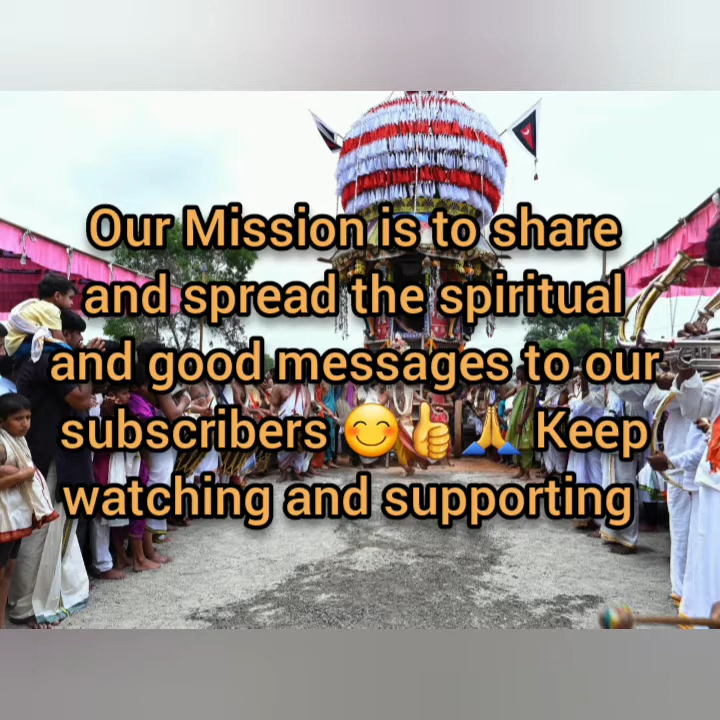 Our Mission is to share
and spread the spiritual
and good messages to our
subscribers 😊👍🙏 Keep
watching and supporting